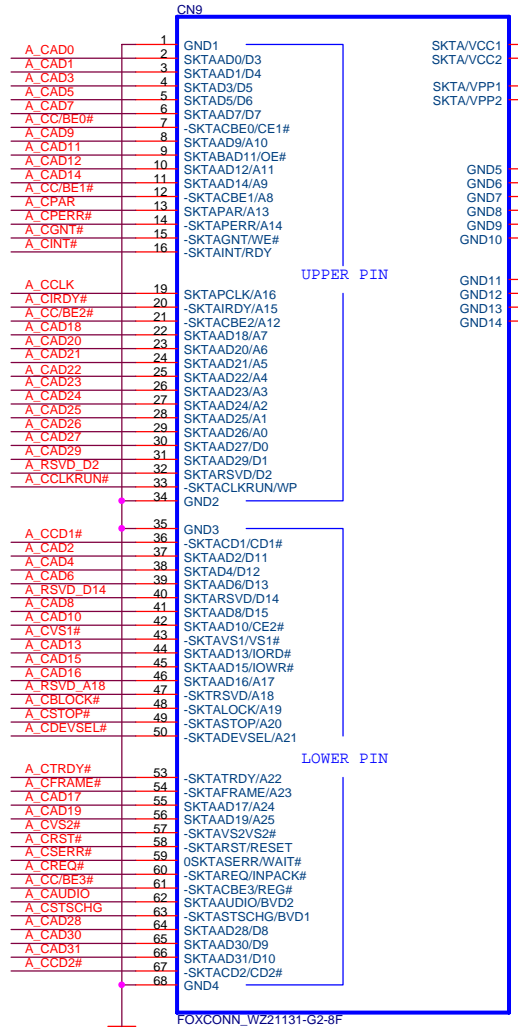 CN9
1 GND1 SKTA/VCC1
A_CAD0 2 SKTAAD0/D3 SKTA/VCC2
A_CAD1 3 SKTAAD1/D4
A_CAD3 4 SKTAD3/D5 SKTA/VPP1
A_CAD5 5 SKTAD5/D6 SKTA/VPP2
A_CAD7 6 SKTAAD7/D7
A_CC/BE0# 7 -SKTACBE0/CE1#
A_CAD9 8 SKTAAD9/A10
A_CAD11 9 SKTABAD11/OE#
A_CAD12 10 SKTAAD12/A11 GND5
A_CAD14 11 SKTAAD14/A9 GND6
A_CC/BE1# 12 -SKTACBE1/A8 GND7
A_CPAR 13 SKTAPAR/A13 GND8
A_CPERR# 14 -SKTAPERR/A14 GND9
A_CGNT# 15 -SKTAGNT/WE# GND10
A_CINT# 16 -SKTAINT/RDY
UPPER PIN
GND11
A_CCLK 19 SKTAPCLK/A16 GND12
A_CIRDY# 20 -SKTAIRDY/A15 GND13
A_CC/BE2# 21 -SKTACBE2/A12 GND14
A_CAD18 22 SKTAAD18/A7
A_CAD20 23 SKTAAD20/A6
A_CAD21 24 SKTAAD21/A5
A_CAD22 25 SKTAAD22/A4
A_CAD23 26 SKTAAD23/A3
A_CAD24 27 SKTAAD24/A2
A_CAD25 28 SKTAAD25/A1
A_CAD26 29 SKTAAD26/A0
A_CAD27 30 SKTAAD27/D0
A_CAD29 31 SKTAAD29/D1
A_RSVD_D2 32 SKTARSVD/D2
A_CCLKRUN# 33 -SKTACLKRUN/WP
34 GND2
35 GND3
A_CCD1# 36 -SKTACD1/CD1#
A_CAD2 37 SKTAAD2/D11
A_CAD4 38 SKTAD4/D12
A_CAD6 39 SKTAAD6/D13
A_RSVD_D14 40 SKTARSVD/D14
A_CAD8 41 SKTAAD8/D15
A_CAD10 42 SKTAAD10/CE2#
A_CVS1# 43 -SKTAVS1/VS1#
A_CAD13 44 SKTAAD13/IORD#
A_CAD15 45 SKTAAD15/IOWR#
A_CAD16 46 SKTAAD16/A17
A_RSVD_A18 47 -SKTRSVD/A18
A_CBLOCK# 48 -SKTALOCK/A19
A_CSTOP# 49 -SKTASTOP/A20
A_CDEVSEL# 50 -SKTADEVSEL/A21
LOWER PIN
A_CTRDY# 53 -SKTATRDY/A22
A_CFRAME# 54 -SKTAFRAME/A23
A_CAD17 55 SKTAAD17/A24
A_CAD19 56 SKTAAD19/A25
A_CVS2# 57 -SKTAVS2VS2#
A_CRST# 58 -SKTARST/RESET
A_CSERR# 59 0SKTASERR/WAIT#
A_CREQ# 60 -SKTAREQ/INPACK#
A_CC/BE3# 61 -SKTACBE3/REG#
A_CAUDIO 62 SKTAAUDIO/BVD2
A_CSTSCHG 63 -SKTASTSCHG/BVD1
A_CAD28 64 SKTAAD28/D8
A_CAD30 65 SKTAAD30/D9
A_CAD31 66 SKTAAD31/D10
A_CCD2# 67 -SKTACD2/CD2#
68 GND4
FOXCONN_WZ21131-G2-8F